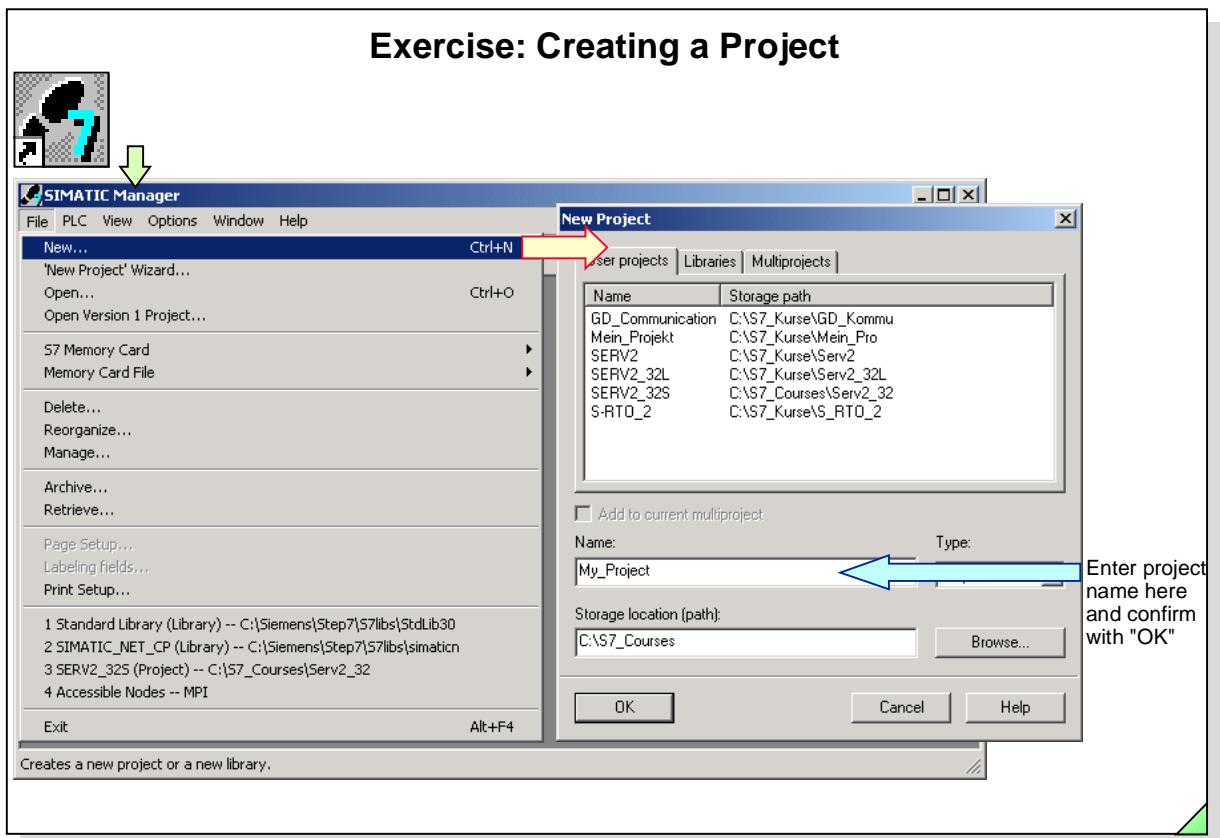 Exercise: Creating a Project
SIMATIC Manager
File PLC View Options Window Help
New... Ctrl+N
'New Project' Wizard...
Open... Ctrl+O
Open Version 1 Project...
S7 Memory Card
Memory Card File
Delete...
Reorganize...
Manage...
Archive...
Retrieve...
Page Setup...
Labeling fields...
Print Setup...
1 Standard Library (Library) -- C:\Siemens\Step7\S7libs\StdLib30
2 SIMATIC_NET_CP (Library) -- C:\Siemens\Step7\S7libs\simaticn
3 SERV2_32S (Project) -- C:\S7_Courses\Serv2_32
4 Accessible Nodes -- MPI
Exit Alt+F4
Creates a new project or a new library.
New Project
User projects Libraries Multiprojects
Name Storage path
GD_Communication C:\S7_Kurse\GD_Kommu
Mein_Projekt C:\S7_Kurse\Mein_Pro
SERV2 C:\S7_Kurse\Serv2
SERV2_32L C:\S7_Kurse\Serv2_32L
SERV2_32S C:\S7_Courses\Serv2_32
S-RTO_2 C:\S7_Kurse\S_RTO_2
Add to current multiproject
Name: Type:
My_Project
Storage location (path):
C:\S7_Courses Browse...
OK Cancel Help
Enter project
name here
and confirm
with "OK"